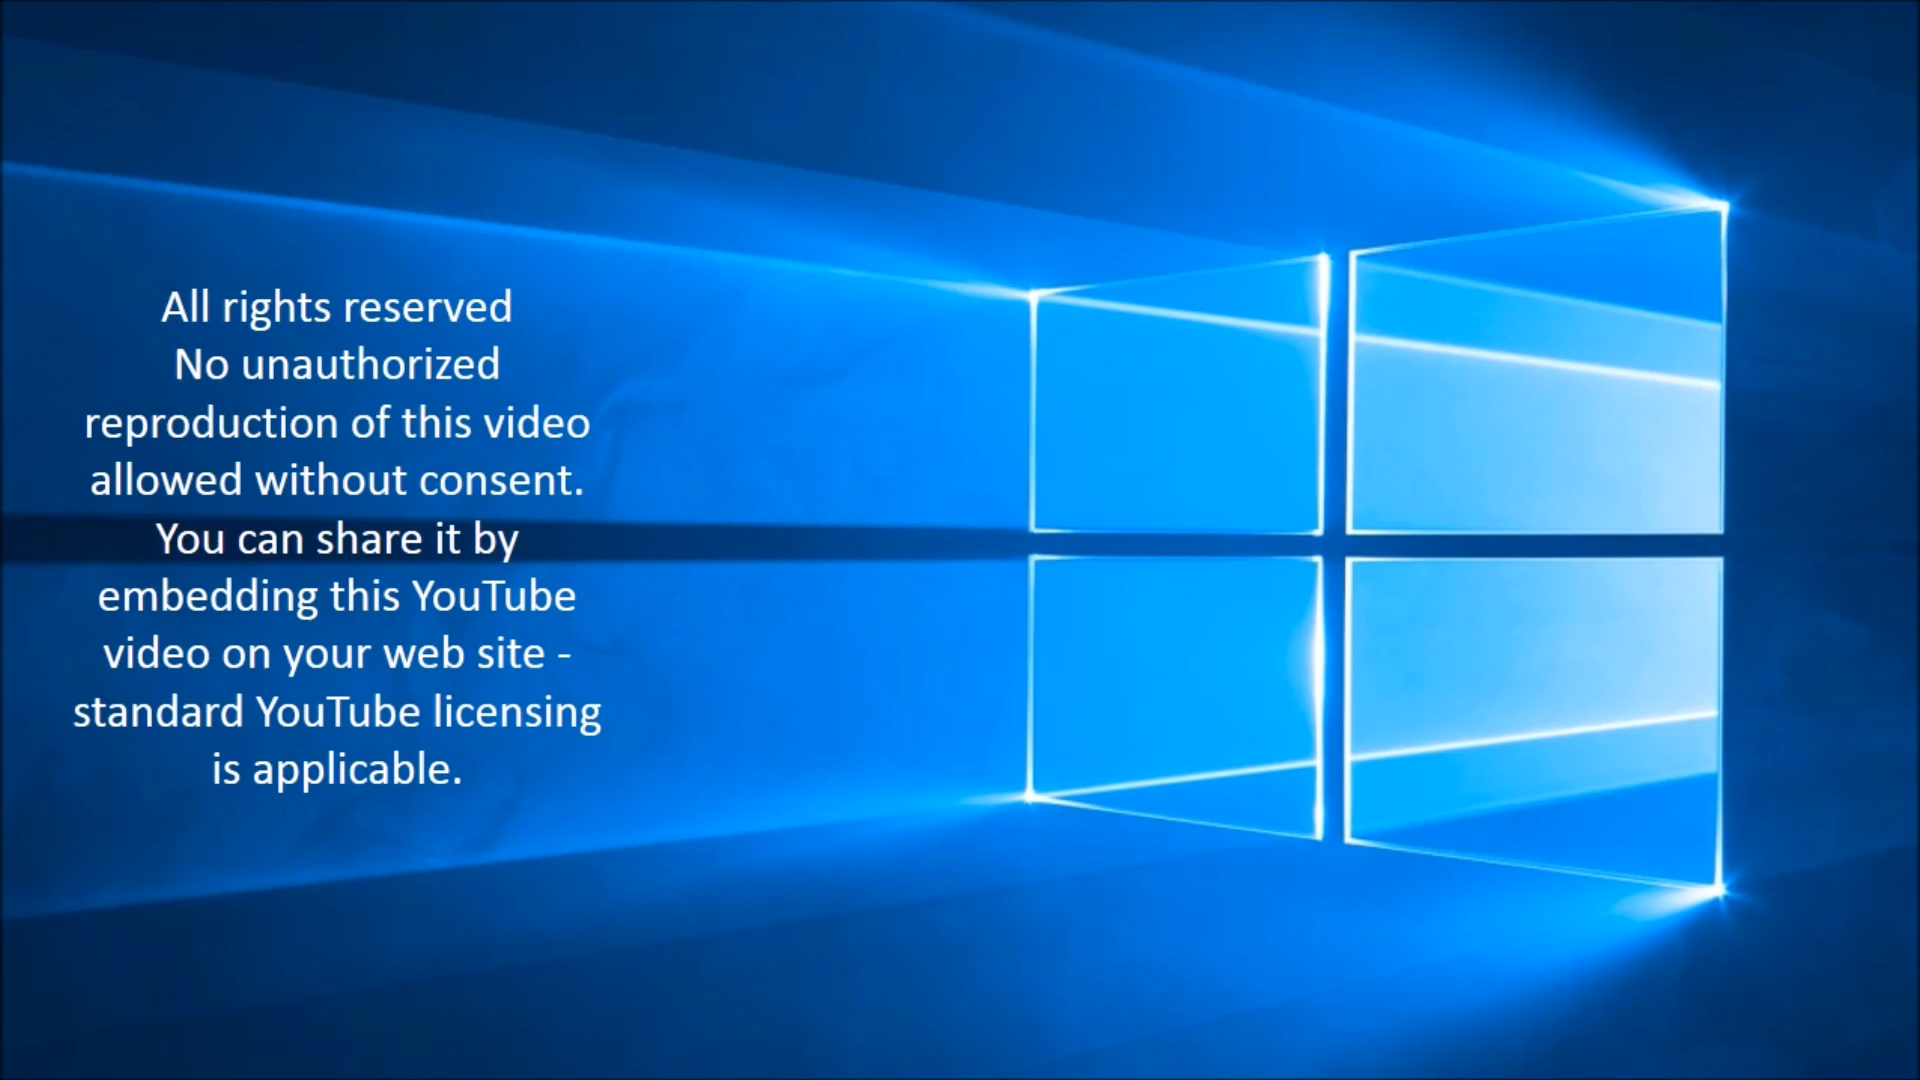 All rights reserved
No unauthorized
reproduction of this video
allowed without consent.
You can share it by
embedding this YouTube
video on your web site -
standard YouTube licensing
is applicable.